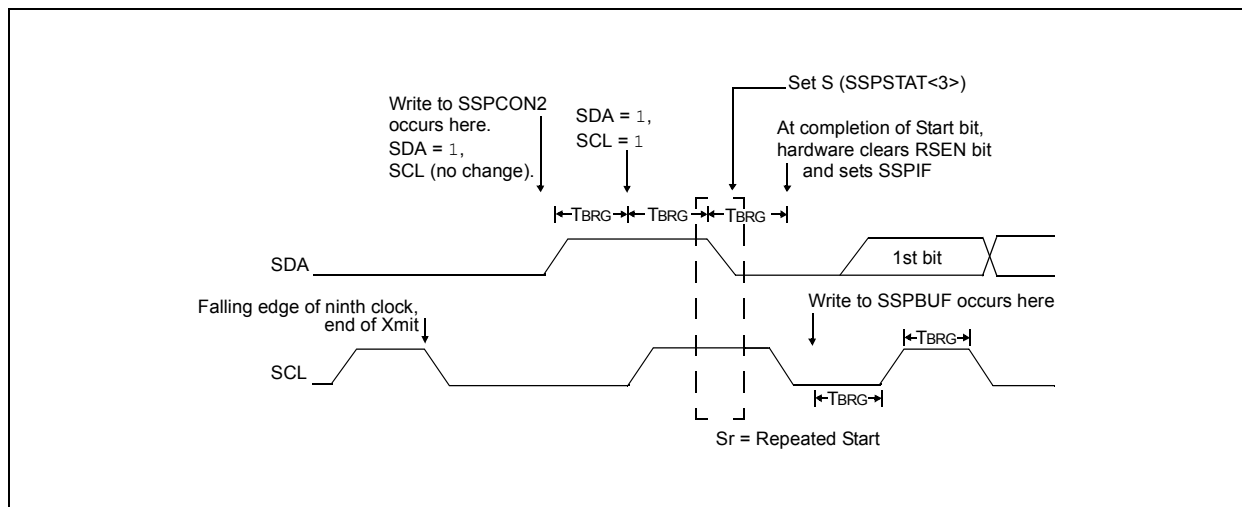 Set S (SSPSTAT<3>)
Write to SSPCON2
occurs here.
SDA = 1,
SCL (no change).
SDA = 1,
SCL = 1
At completion of Start bit,
hardware clears RSEN bit
and sets SSPIF
TBRG
TBRG
TBRG
SDA
1st bit
Write to SSPBUF occurs here
Falling edge of ninth clock,
end of Xmit
TBRG
SCL
TBRG
Sr = Repeated Start